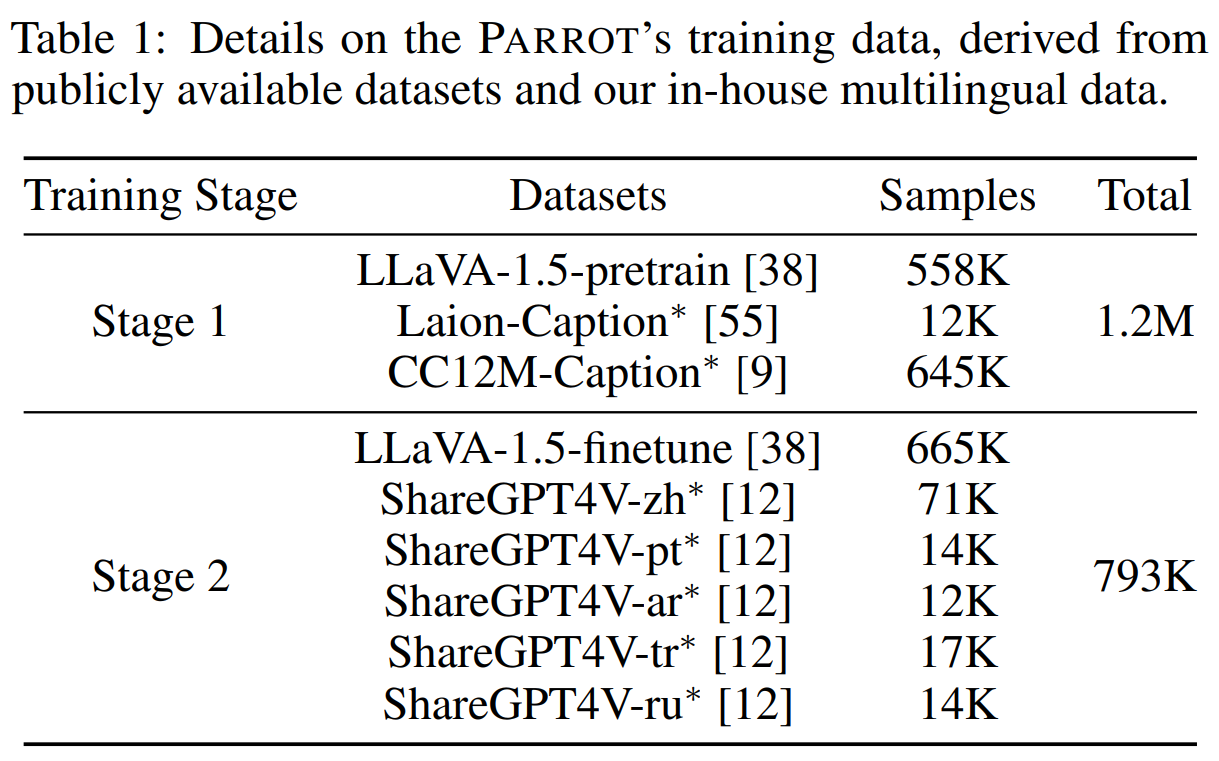 Table 1: Details on the PARROT's training data, derived from
publicly available datasets and our in-house multilingual data.
Training Stage Datasets Samples Total
LLaVA-1.5-pretrain [38] 558K
Stage 1 Laion-Caption* [55] 12K 1.2M
CC12M-Caption* [9] 645K
LLaVA-1.5-finetune [38] 665K
ShareGPT4V-zh* [12] 71K
ShareGPT4V-pt* [12] 14K
Stage 2 793K
ShareGPT4V-ar* [12] 12K
ShareGPT4V-tr* [12] 17K
ShareGPT4V-ru* [12] 14K